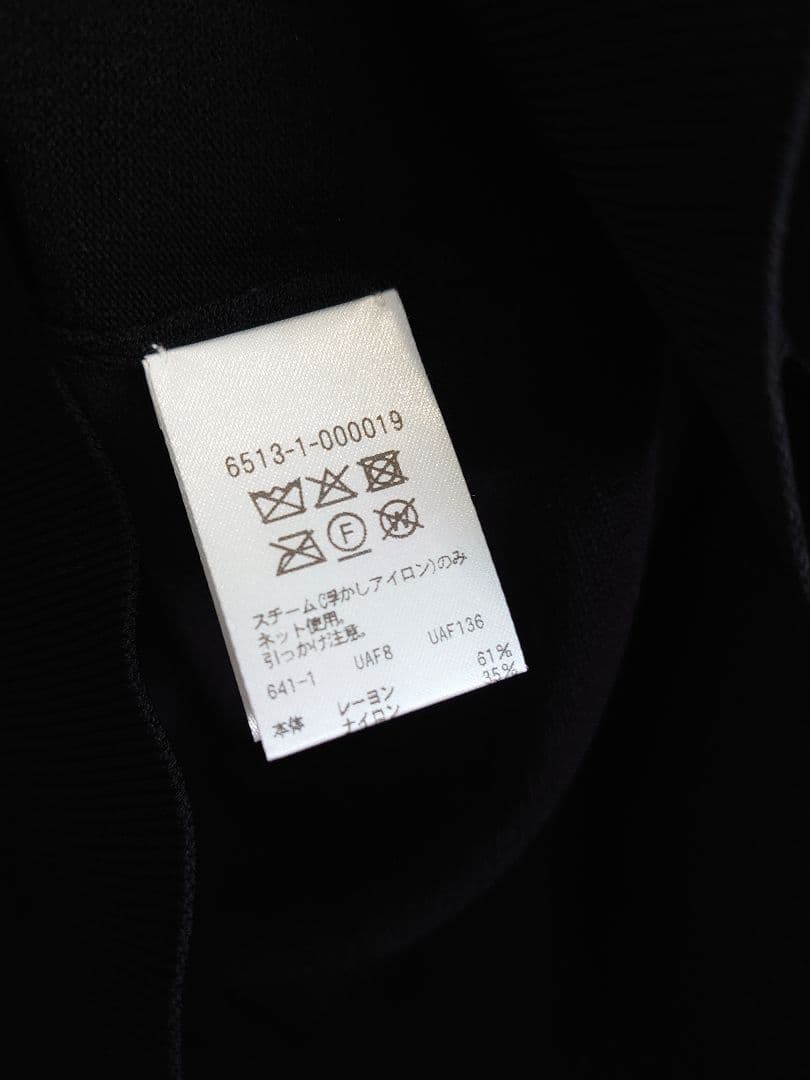 6513-1-000019
F
W
スチーム(浮かしアイロン)のみ
ネット使用。
引っかけ注意。
641-1 UAF8 UAF136
本体 レーヨン 61%
ナイロン 35%